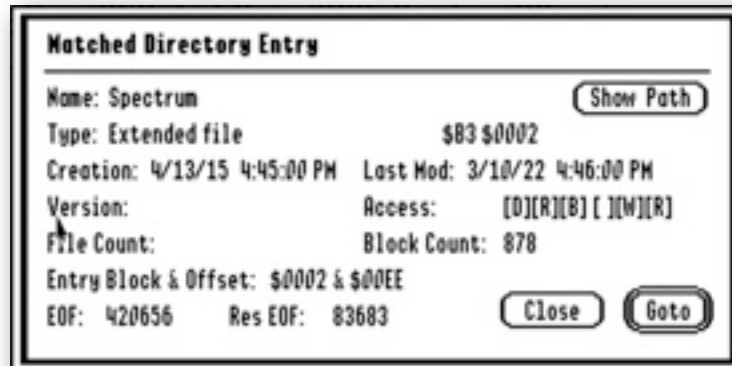 Matched Directory Entry
Name: Spectrum Show Path
Type: Extended file $B3 $0002
Creation: 4/13/15 4:45:00 PM Last Mod: 3/10/22 4:46:00 PM
Version: Access: [D][R][B][ ][W][R]
File Count: Block Count: 878
Entry Block & Offset: $0002 & $00EE
EOF: 420656 Res EOF: 83683 Close Goto